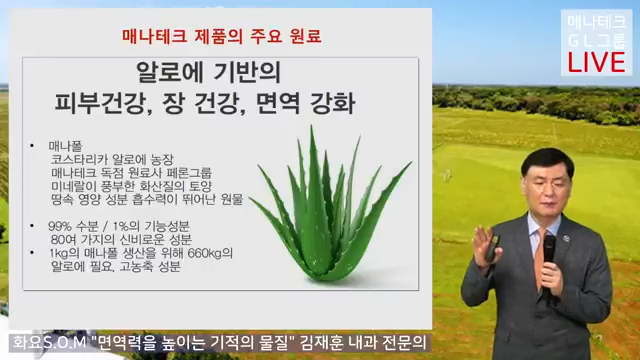 매나테크 제품의 주요 원료
매나테크
G L 그룹
LIVE
알로에 기반의
피부건강, 장 건강, 면역 강화
• 매나폴
코스타리카 알로에 농장
매나테크 독점 원료사 페론그룹
미네랄이 풍부한 화산질의 토양
땅속 영양 성분 흡수력이 뛰어난 원물
• 99% 수분 / 1%의 기능성분
80여 가지의 신비로운 성분
• 1kg의 매나폴 생산을 위해 660kg의
알로에 필요, 고농축 성분
화요S.O.M "면역력을 높이는 기적의 물질" 김재훈 내과 전문의